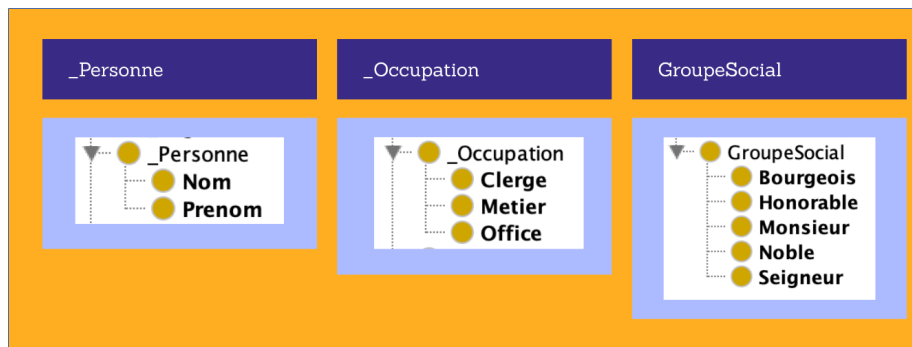 _Personne
_Personne
Nom
Prenom
_Occupation
_Occupation
Clerge
Metier
Office
GroupeSocial
GroupeSocial
Bourgeois
Honorable
Monsieur
Noble
Seigneur